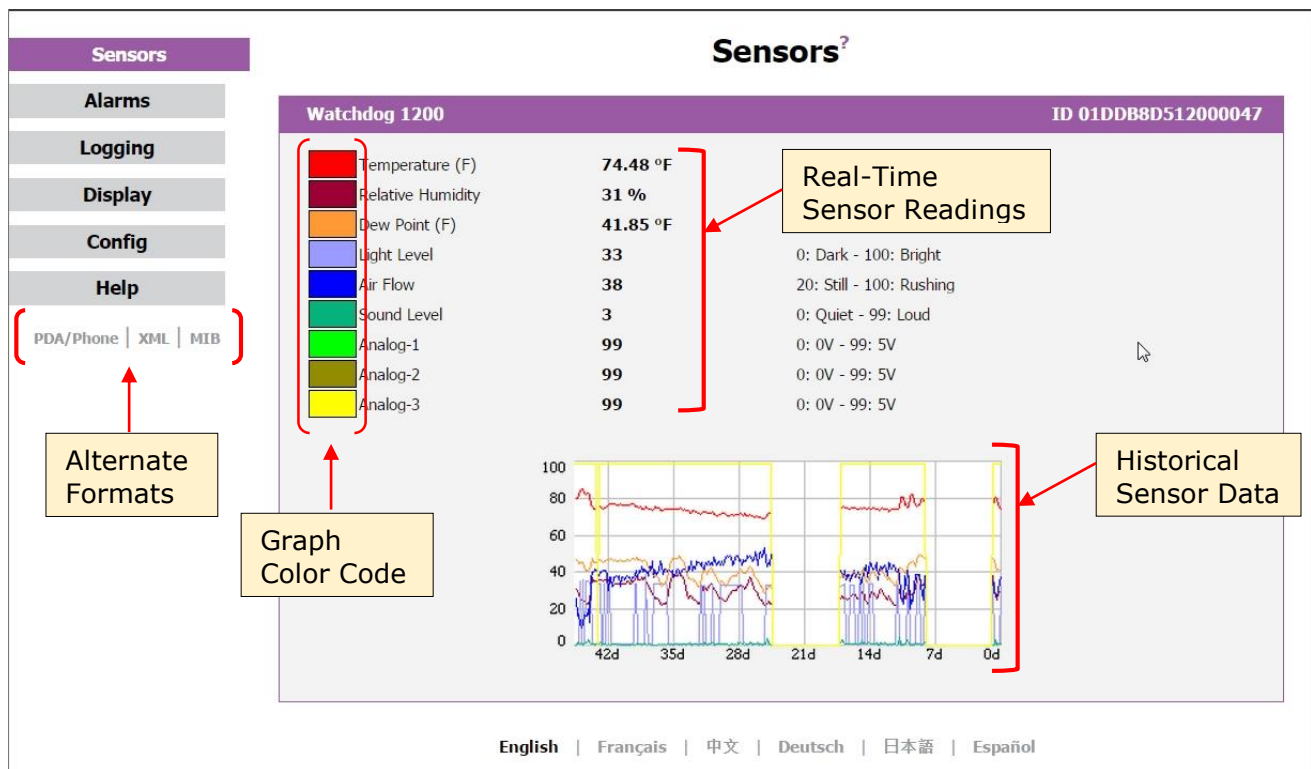 Sensors
Alarms
Logging
Display
Config
Help
PDA/Phone | XML | MIB
Alternate
Formats
Sensors?
Watchdog 1200 ID 01DDB8D512000047
Temperature (F) 74.48 ºF
Relative Humidity 31 %
Dew Point (F) 41.85 ºF
Light Level 33 0: Dark - 100: Bright
Air Flow 38 20: Still - 100: Rushing
Sound Level 3 0: Quiet - 99: Loud
Analog-1 99 0: 0V - 99: 5V
Analog-2 99 0: 0V - 99: 5V
Analog-3 99 0: 0V - 99: 5V
Real-Time
Sensor Readings
Graph
Color Code
100
80
60
40
20
0
42d 35d 28d 21d 14d 7d 0d
Historical
Sensor Data
English | Français | 中文 | Deutsch | 日本語 | Español